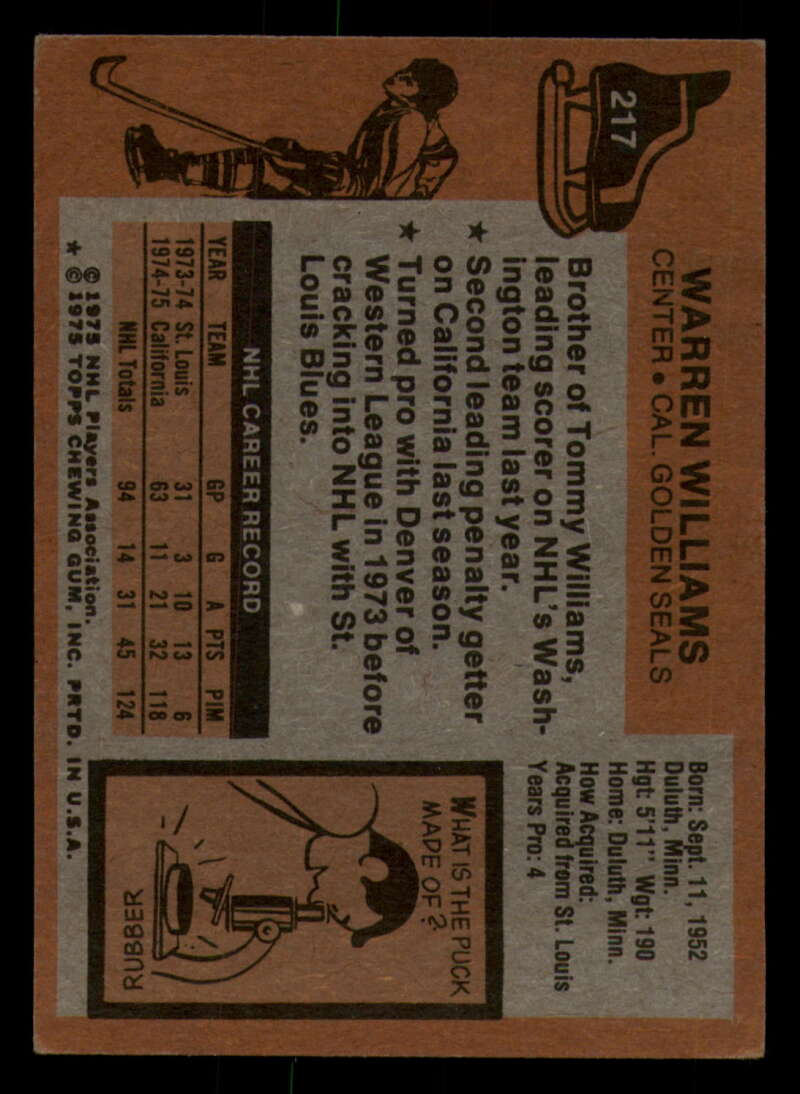 217
WARREN WILLIAMS
CENTER • CAL. GOLDEN SEALS
Born: Sept. 11, 1952
Duluth, Minn.
Hgt: 5'11" Wgt: 190
Home: Duluth, Minn.
How Acquired:
Acquired from St. Louis
Years Pro: 4
Brother of Tommy Williams,
leading scorer on NHL's Wash-
ington team last year.
★ Second leading penalty getter
on California last season.
★ Turned pro with Denver of
Western League in 1973 before
cracking into NHL with St.
Louis Blues.
NHL CAREER RECORD
YEAR TEAM GP G A PTS PIM
1973-74 St. Louis 31 3 10 13 6
1974-75 California 63 11 21 32 118
NHL Totals 94 14 31 45 124
WHAT IS THE PUCK
MADE OF?
RUBBER
© 1975 NHL Players Association.
★ © 1975 TOPPS CHEWING GUM, INC. PRTD. IN U.S.A.